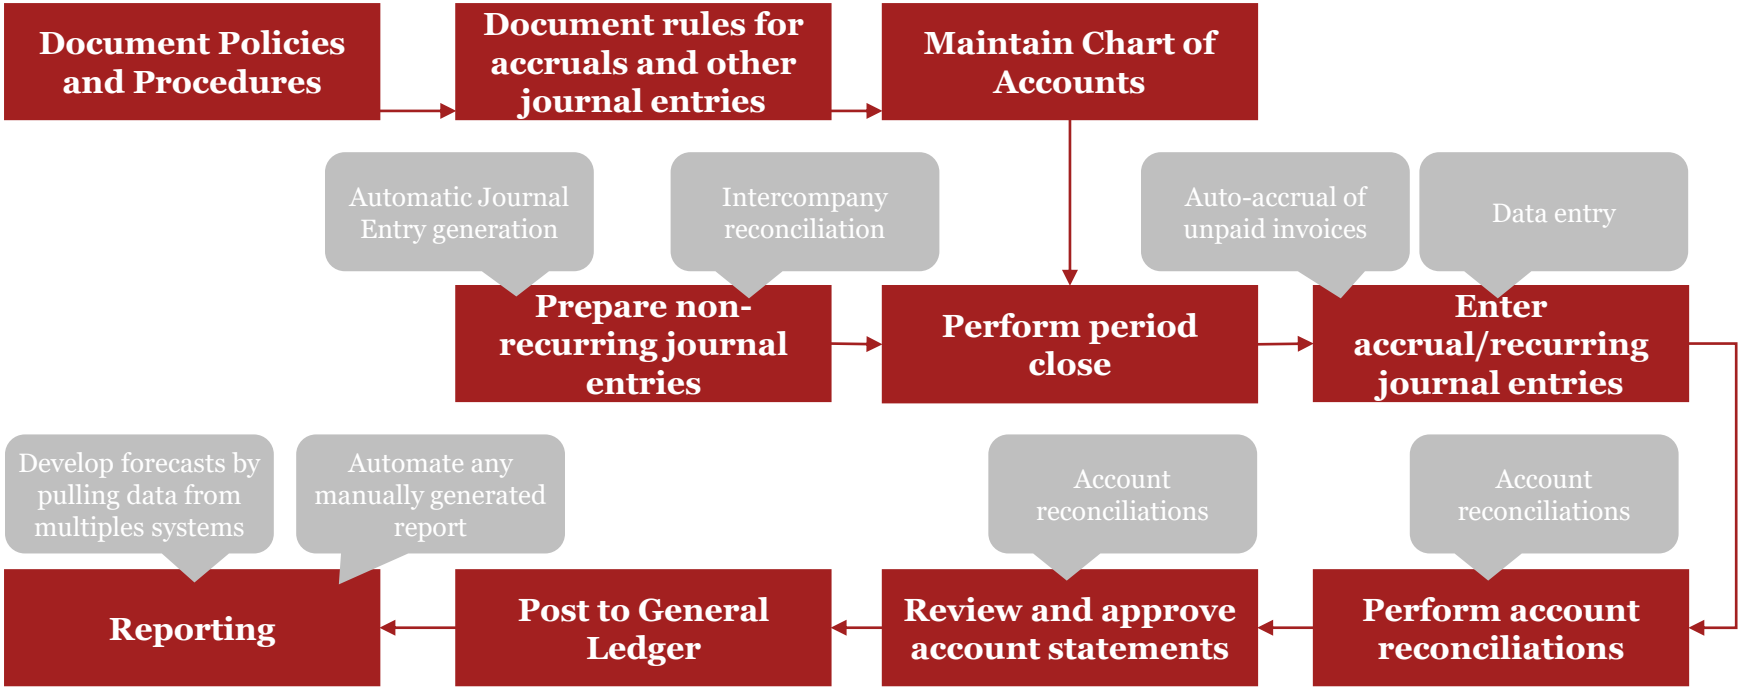 Document Policies
and Procedures
Document rules for
accruals and other
journal entries
Maintain Chart of
Accounts
Automatic Journal
Entry generation
Intercompany
reconciliation
Auto-accrual of
unpaid invoices
Data entry
Prepare non-
recurring journal
entries
Perform period
close
Enter
accrual/recurring
journal entries
Develop forecasts by
pulling data from
multiples systems
Automate any
manually generated
report
Account
reconciliations
Account
reconciliations
Reporting
Post to General
Ledger
Review and approve
account statements
Perform account
reconciliations